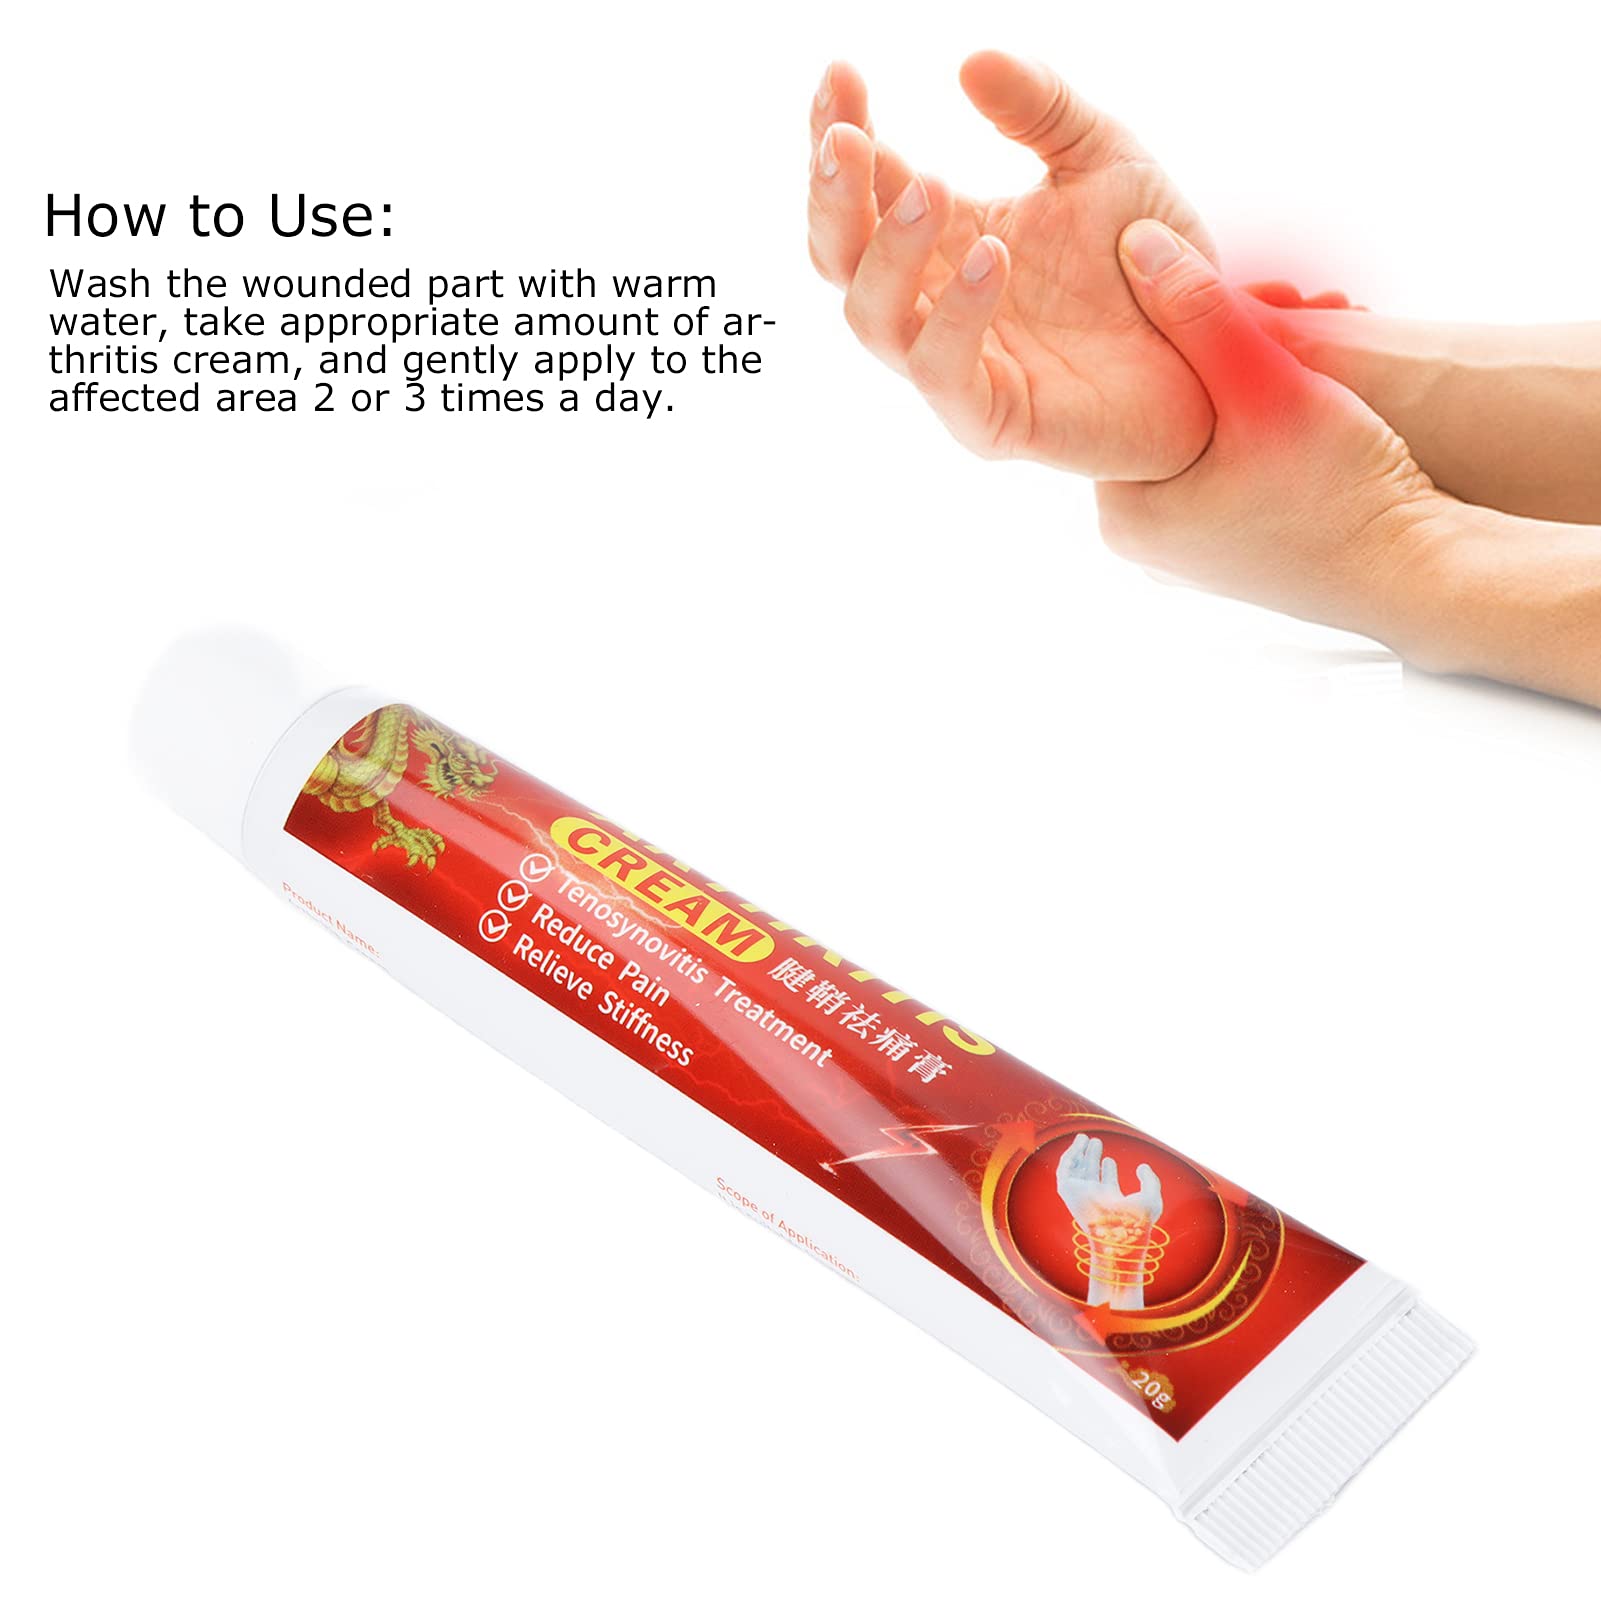 How to Use:
Wash the wounded part with warm
water, take appropriate amount of ar-
thritis cream, and gently apply to the
affected area 2 or 3 times a day.
CREAM
腱鞘祛痛膏
Tenosynovitis Treatment
Reduce Pain
Relieve Stiffness
Product Name:
Scope of Application:
20g